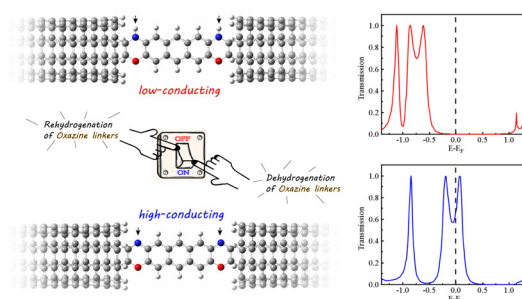 low-conducting
Rehydrogenation
of Oxazine linkers
OFF
ON
Dehydrogenation
of Oxazine linkers
high-conducting
1.0
0.8
0.6
0.4
0.2
0.0
Transmission
-1.0
-0.5
0.0
0.5
1.0
E-EF
1.0
0.8
0.6
0.4
0.2
0.0
Transmission
-1.0
-0.5
0.0
0.5
1.0